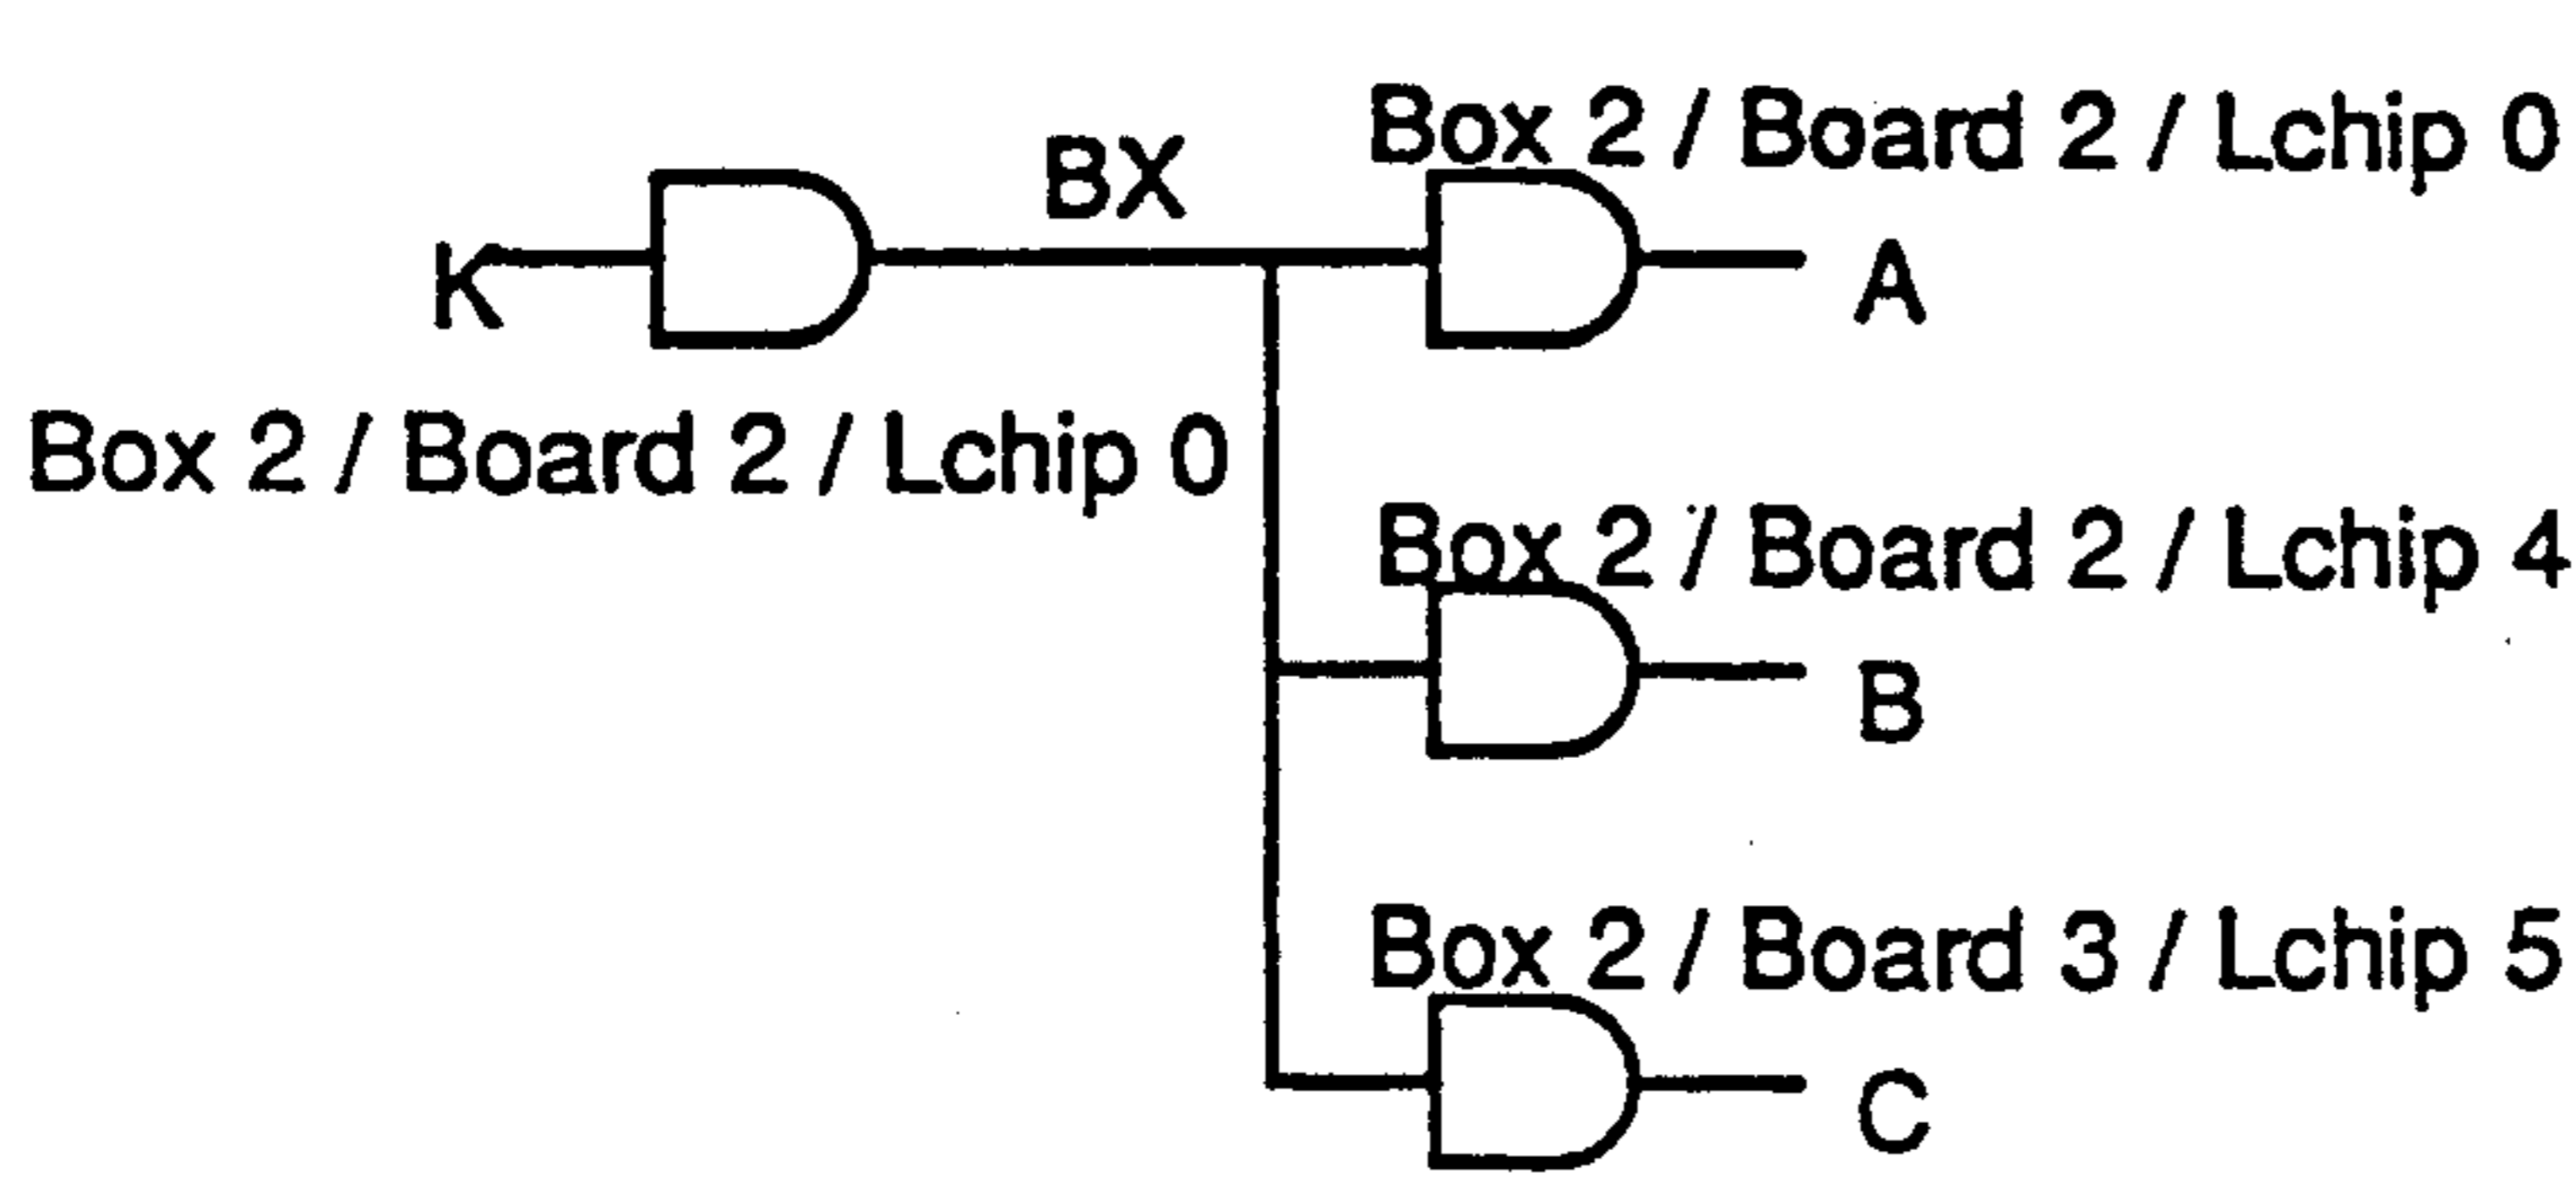 Box 2 / Board 2 / Lchip 0
BX
K
A
Box 2 / Board 2 / Lchip 0
Box 2 / Board 2 / Lchip 4
B
Box 2 / Board 3 / Lchip 5
C